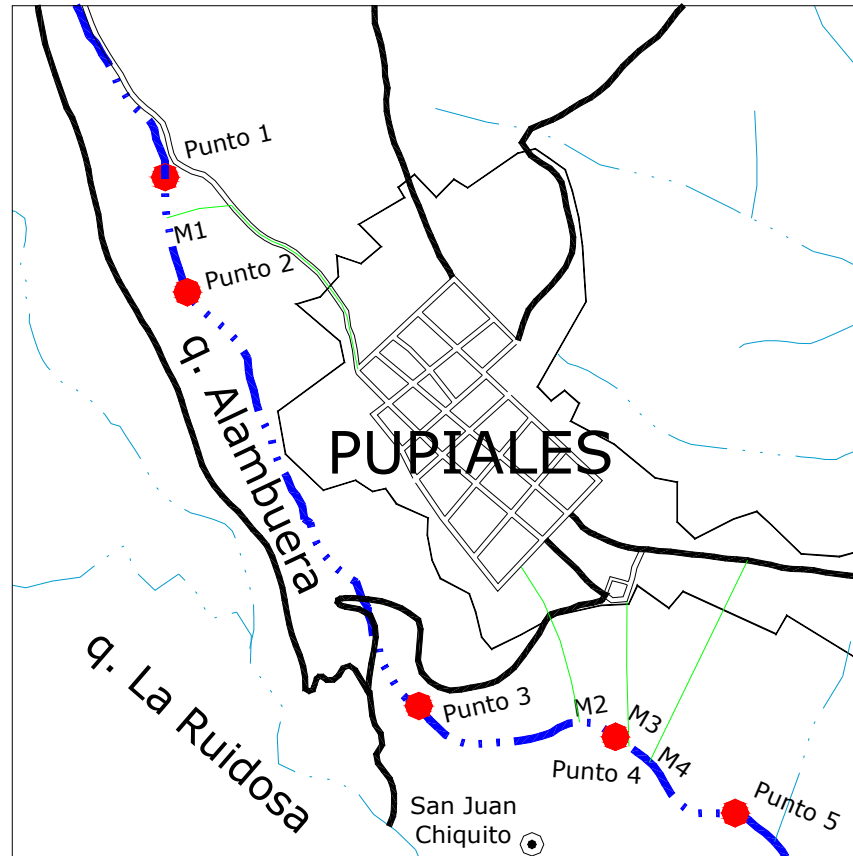 Punto 1
M1
Punto 2
q. Alambuera
PUPIALES
q. La Ruidosa
Punto 3
M2
M3
M4
Punto 4
Punto 5
San Juan
Chiquito